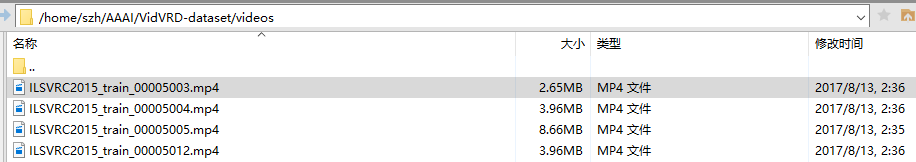 /home/szh/AAAI/VidVRD-dataset/videos
名称 大小 类型 修改时间
..
ILSVRC2015_train_00005003.mp4 2.65MB MP4 文件 2017/8/13, 2:36
ILSVRC2015_train_00005004.mp4 3.96MB MP4 文件 2017/8/13, 2:36
ILSVRC2015_train_00005005.mp4 8.66MB MP4 文件 2017/8/13, 2:35
ILSVRC2015_train_00005012.mp4 3.96MB MP4 文件 2017/8/13, 2:36